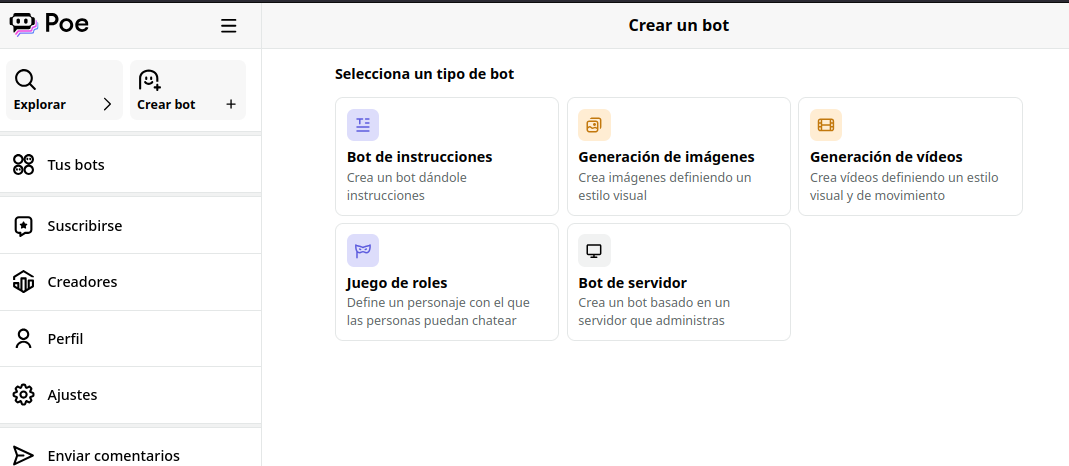 Poe
Crear un bot
Explorar
Crear bot
Tus bots
Suscribirse
Creadores
Perfil
Ajustes
Enviar comentarios
Selecciona un tipo de bot
Bot de instrucciones
Crea un bot dándole
instrucciones
Generación de imágenes
Crea imágenes definiendo un
estilo visual
Generación de vídeos
Crea vídeos definiendo un estilo
visual y de movimiento
Juego de roles
Define un personaje con el que
las personas puedan chatear
Bot de servidor
Crea un bot basado en un
servidor que administras